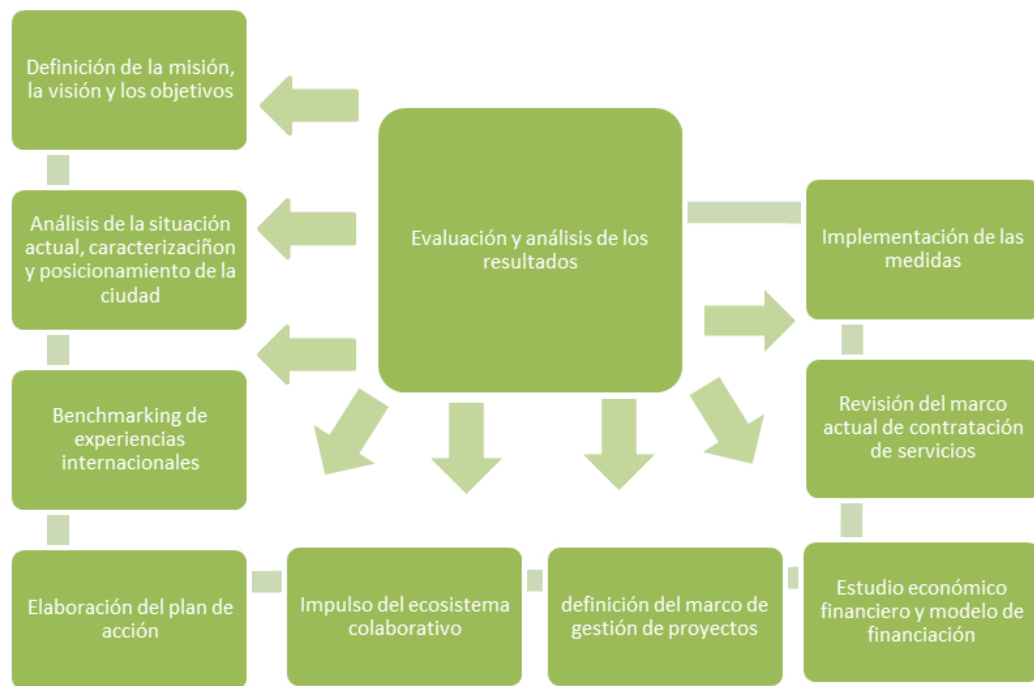 Definición de la misión,
la visión y los objetivos
Análisis de la situación
actual, caracterizaciñon
y posicionamiento de la
ciudad
Benchmarking de
experiencias
internacionales
Elaboración del plan de
acción
Impulso del ecosistema
colaborativo
definición del marco de
gestión de proyectos
Estudio económico
financiero y modelo de
financiación
Revisión del marco
actual de contratación
de servicios
Implementación de las
medidas
Evaluación y análisis de los
resultados